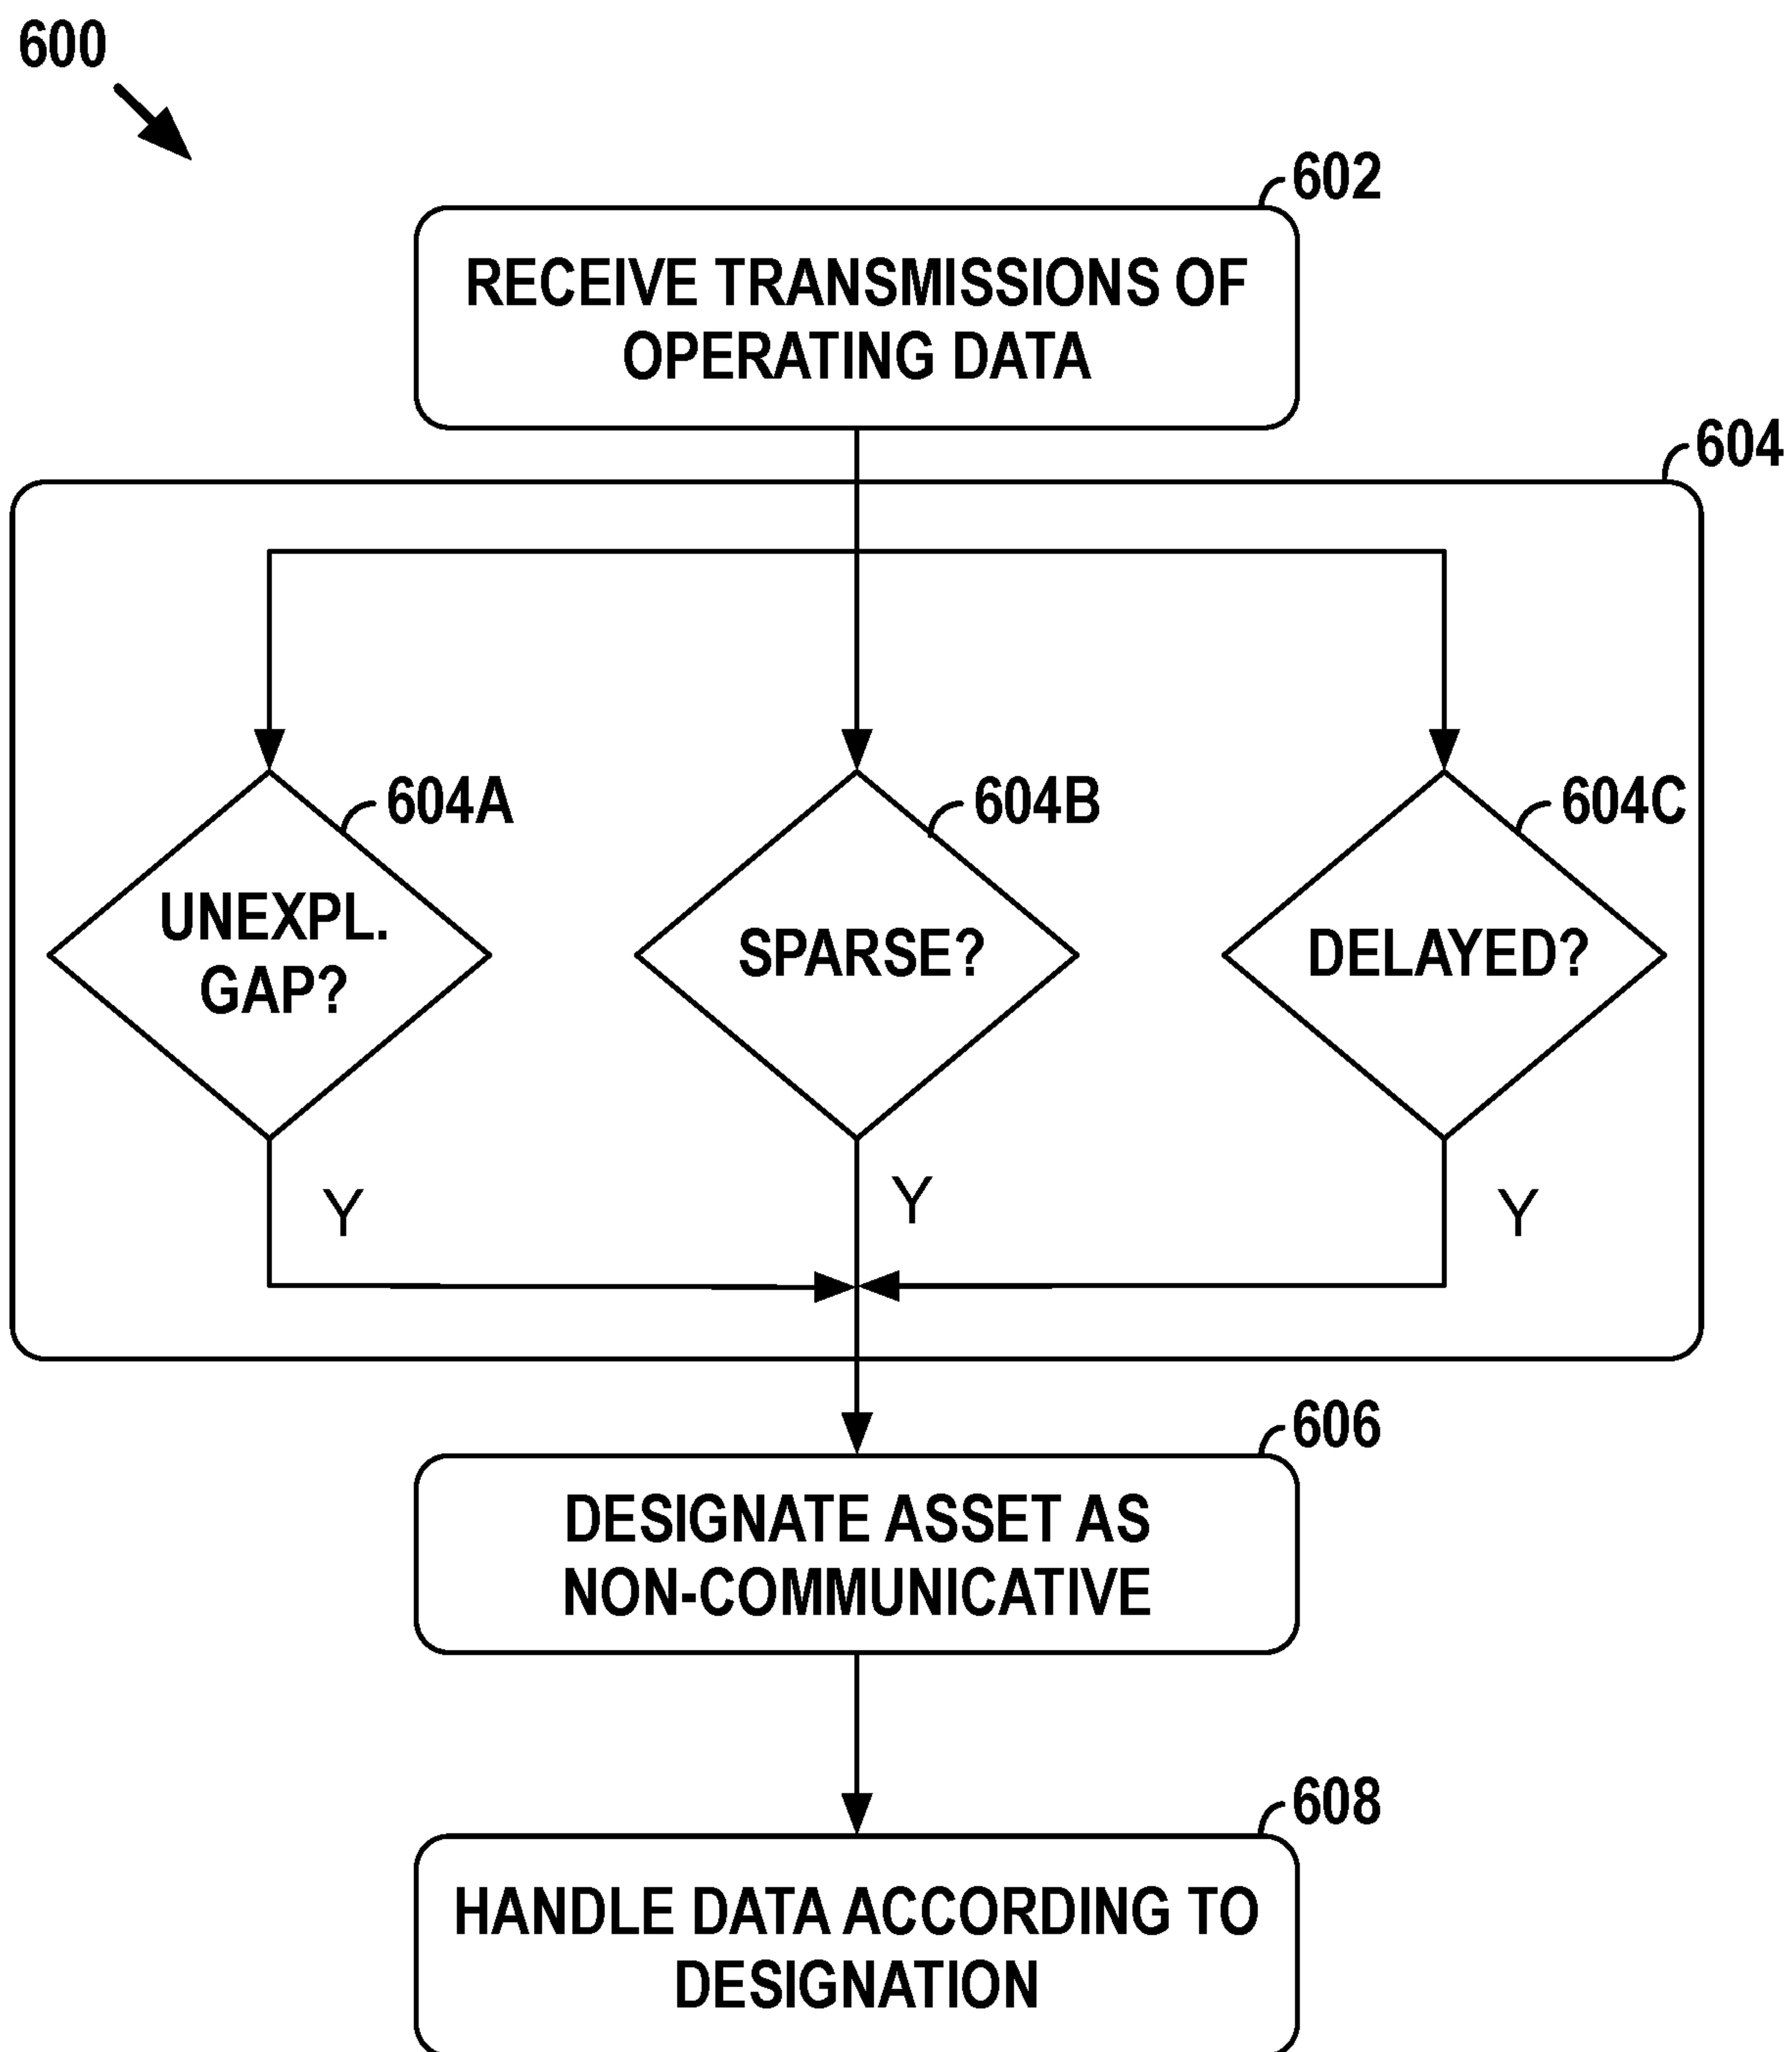 600
602
RECEIVE TRANSMISSIONS OF
OPERATING DATA
604
604A
604B
604C
UNEXPL.
GAP?
SPARSE?
DELAYED?
Y
Y
Y
606
DESIGNATE ASSET AS
NON-COMMUNICATIVE
608
HANDLE DATA ACCORDING TO
DESIGNATION